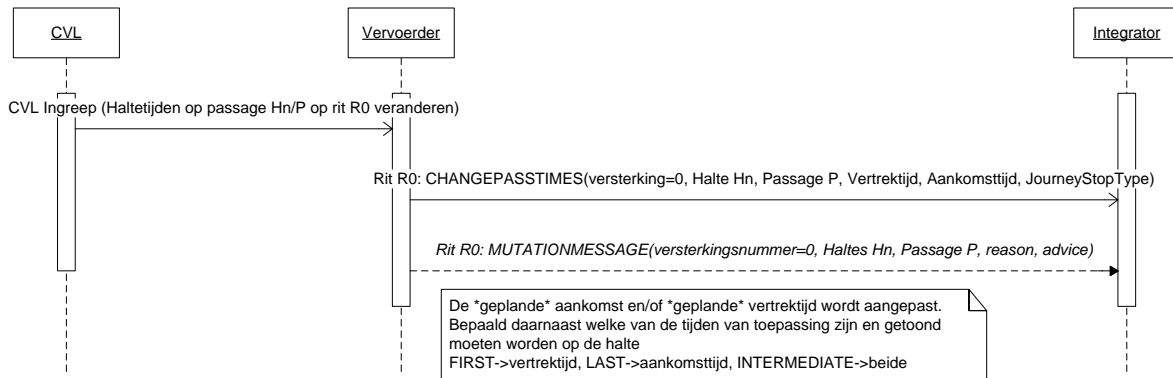 CVL
Vervoerder
Integrator
CVL Ingreep (Haltetijden op passage Hn/P op rit R0 veranderen)
Rit R0: CHANGEPASSTIMES(versterking=0, Halte Hn, Passage P, Vertrektijd, Aankomsttijd, JourneyStopType)
Rit R0: MUTATIONMESSAGE(versterkingsnummer=0, Haltes Hn, Passage P, reason, advice)
De *geplande* aankomst en/of *geplande* vertrektijd wordt aangepast.
Bepaald daarnaast welke van de tijden van toepassing zijn en getoond
moeten worden op de halte
FIRST->vertrektijd, LAST->aankomsttijd, INTERMEDIATE->beide